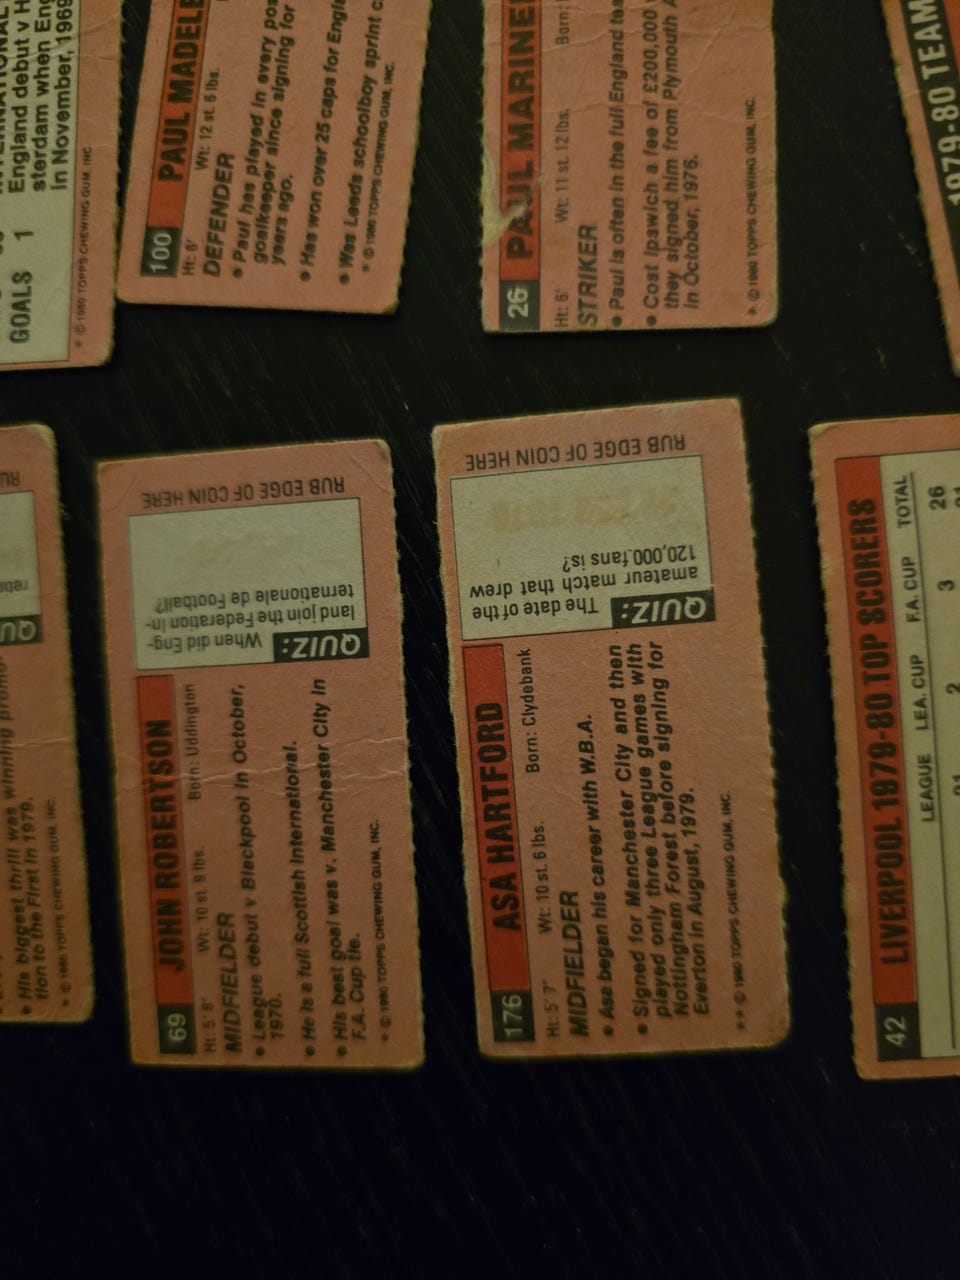 England debut v H
sterdam when Eng
in November, 1969
GOALS 1
* © 1980 TOPPS CHEWING GUM, INC.
100 PAUL MADELE
Ht: 6' Wt: 12 st. 6 lbs.
DEFENDER
• Paul has played in every pos
goalkeeper since signing for
years ago.
• Has won over 25 caps for Engla
• Was Leeds schoolboy sprint c
* © 1980 TOPPS CHEWING GUM, INC.
26 PAUL MARINE
Ht: 6' Wt: 11 st. 12 lbs. Born:
STRIKER
• Paul is often in the full England tea
• Cost Ipswich a fee of £200,000
they signed him from Plymouth A
in October, 1976.
* © 1980 TOPPS CHEWING GUM, INC.
1979-80 TEAM
RU
QU
• His biggest thrill was winning promo-
tion to the First in 1979.
* © 1980 TOPPS CHEWING GUM, INC.
69 JOHN ROBERTSON
Ht: 5' 8" Wt: 10 st. 9 lbs. Born: Uddington
MIDFIELDER
• League debut v Blackpool in October,
1970.
• He is a full Scottish International.
• His best goal was v. Manchester City in
F.A. Cup tie.
* © 1980 TOPPS CHEWING GUM, INC.
QUIZ: When did Eng-
land join the Federation In-
ternationale de Football?
RUB EDGE OF COIN HERE
176 ASA HARTFORD
Ht: 5' 7" Wt: 10 st. 6 lbs. Born: Clydebank
MIDFIELDER
• Asa began his career with W.B.A.
• Signed for Manchester City and then
played only three League games with
Nottingham Forest before signing for
Everton in August, 1979.
** © 1980 TOPPS CHEWING GUM, INC.
QUIZ: The date of the
amateur match that drew
120,000 fans is?
RUB EDGE OF COIN HERE
42 LIVERPOOL 1979-80 TOP SCORERS
LEAGUE LEA. CUP F.A. CUP TOTAL
21 2 3 26